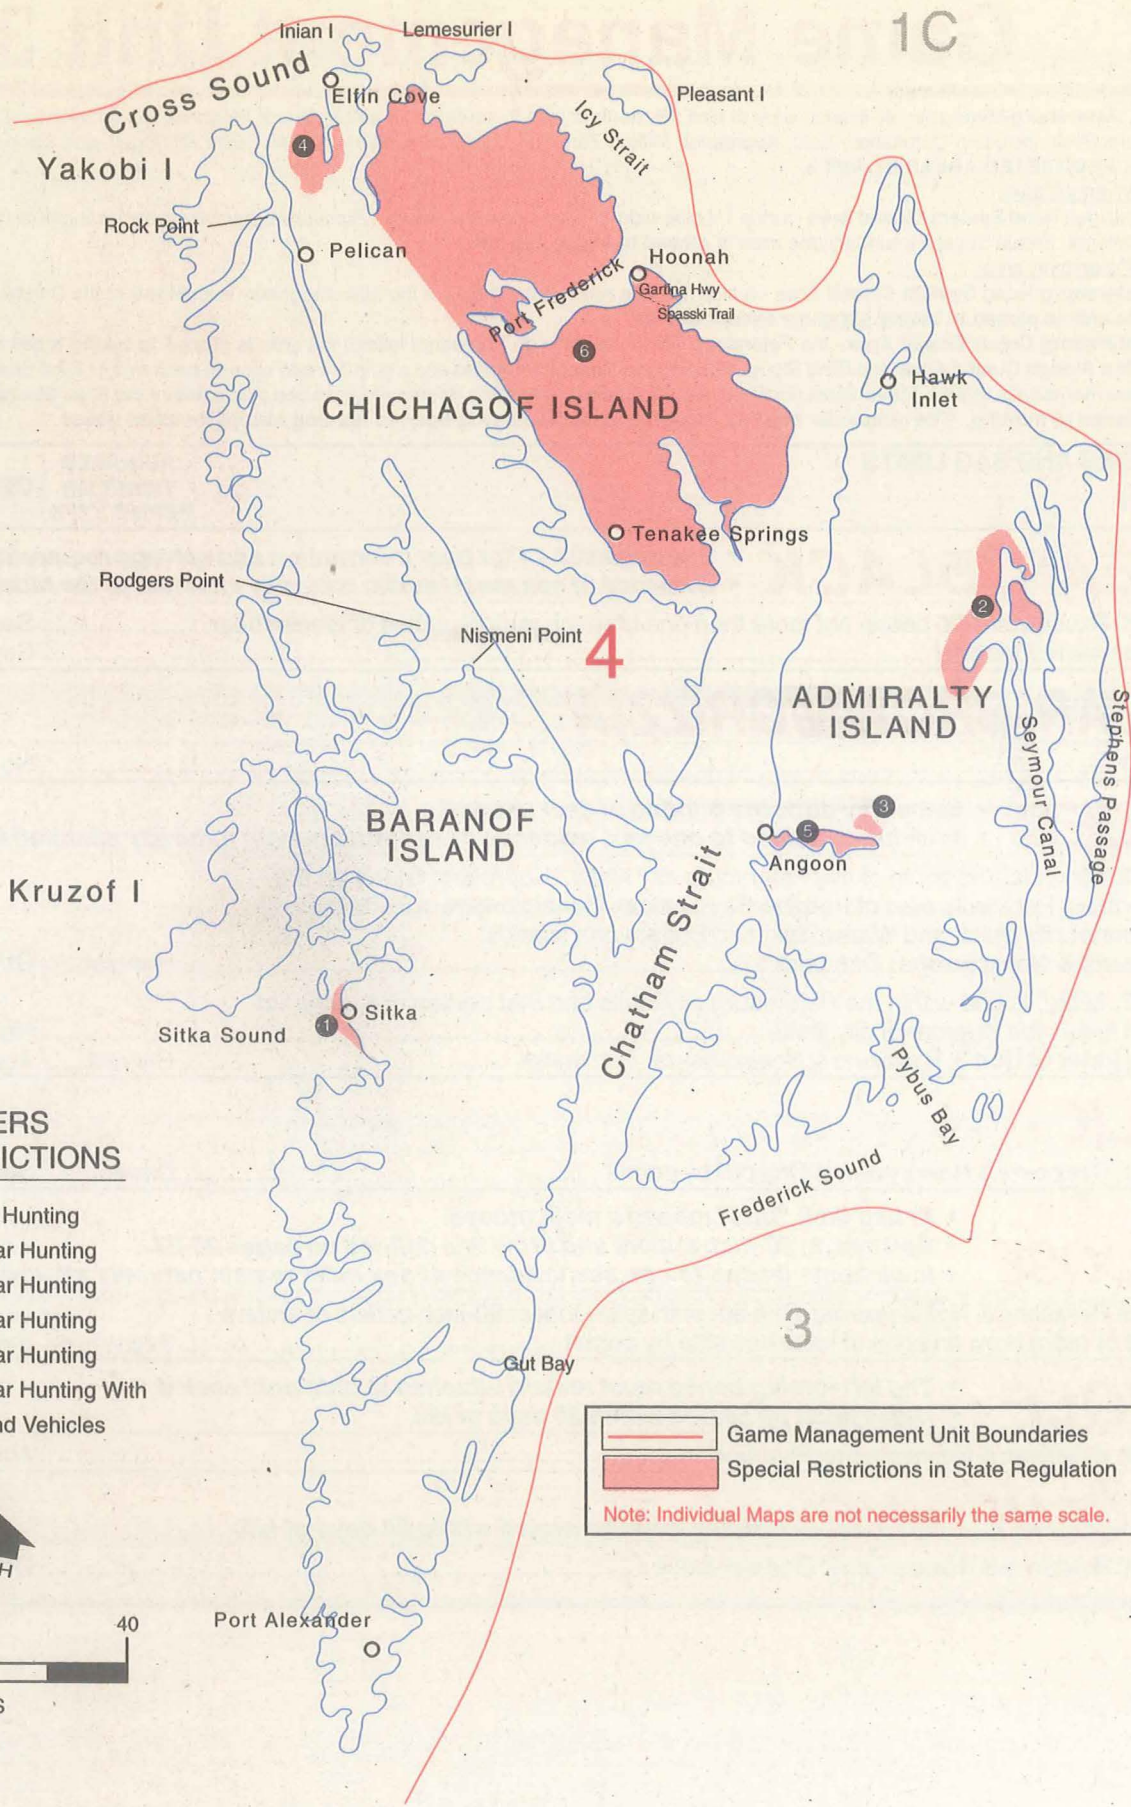 1C
Inian I
Lemesurier I
Cross Sound
Elfin Cove
Pleasant I
Icy Strait
4
Yakobi I
Rock Point
Pelican
Hoonah
Port Frederick
Gartina Hwy
Spasski Trail
6
Hawk
Inlet
CHICHAGOF ISLAND
Tenakee Springs
Rodgers Point
2
Nismeni Point
4
ADMIRALTY
ISLAND
Seymour Canal
Stephens Passage
BARANOF
ISLAND
3
5
Angoon
Kruzof I
Chatham Strait
Sitka
1
Sitka Sound
Pybus Bay
Frederick Sound
ERS
ICTIONS
Hunting
ar Hunting
ar Hunting
ar Hunting
ar Hunting
ar Hunting With
nd Vehicles
3
Gut Bay
Game Management Unit Boundaries
Special Restrictions in State Regulation
Note: Individual Maps are not necessarily the same scale.
H
Port Alexander
40
S